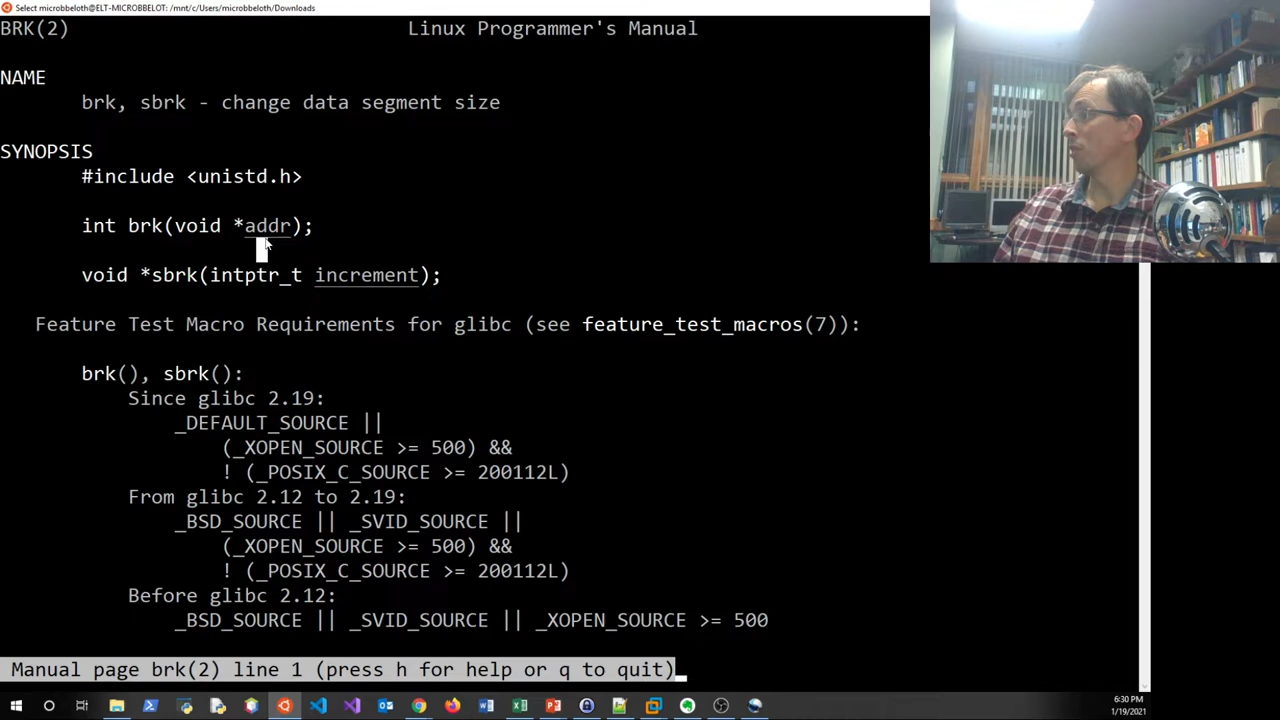 Select microbbeloth@ELT-MICROBBELOT: /mnt/c/Users/microbbeloth/Downloads
BRK(2) Linux Programmer's Manual
NAME
brk, sbrk - change data segment size
SYNOPSIS
#include <unistd.h>
int brk(void *addr);
void *sbrk(intptr_t increment);
Feature Test Macro Requirements for glibc (see feature_test_macros(7)):
brk(), sbrk():
Since glibc 2.19:
_DEFAULT_SOURCE ||
(_XOPEN_SOURCE >= 500) &&
! (_POSIX_C_SOURCE >= 200112L)
From glibc 2.12 to 2.19:
_BSD_SOURCE || _SVID_SOURCE ||
(_XOPEN_SOURCE >= 500) &&
! (_POSIX_C_SOURCE >= 200112L)
Before glibc 2.12:
_BSD_SOURCE || _SVID_SOURCE || _XOPEN_SOURCE >= 500
Manual page brk(2) line 1 (press h for help or q to quit)
6:30 PM
1/19/2021